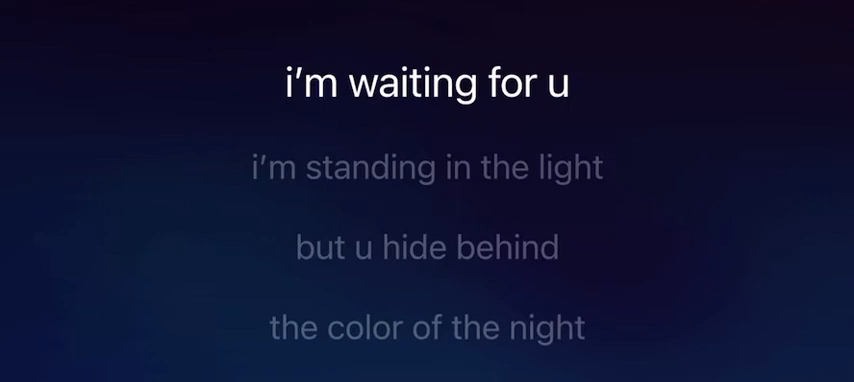 i’m waiting for u
i’m standing in the light
but u hide behind
the color of the night